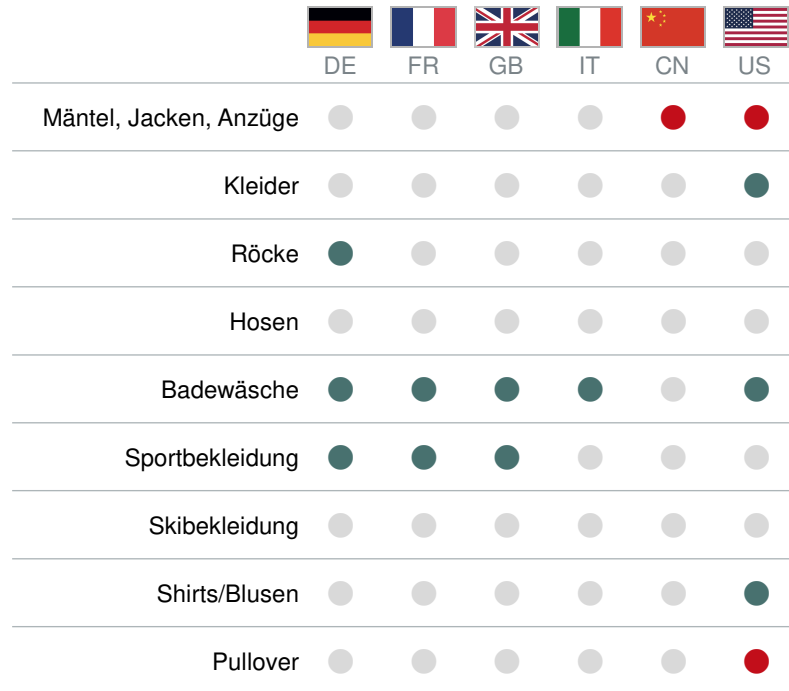 DE FR GB IT CN US
Mäntel, Jacken, Anzüge
Kleider
Röcke
Hosen
Badewäsche
Sportbekleidung
Skibekleidung
Shirts/Blusen
Pullover